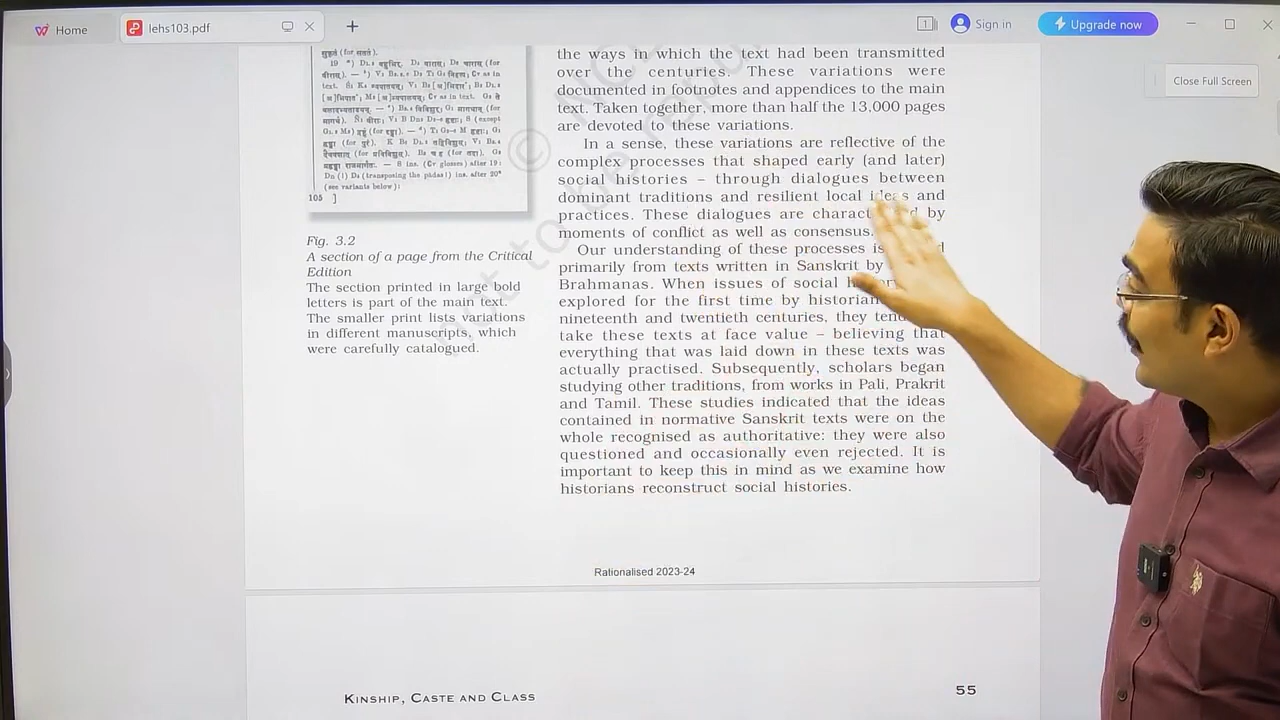 Home
lehs103.pdf
1
Sign in
Upgrade now
Close Full Screen
19
text.
(see variants below):
105 ]
Fig. 3.2
A section of a page from the Critical
Edition
The section printed in large bold
letters is part of the main text.
The smaller print lists variations
in different manuscripts, which
were carefully catalogued.
the ways in which the text had been transmitted
over the centuries. These variations were
documented in footnotes and appendices to the main
text. Taken together, more than half the 13,000 pages
are devoted to these variations.
In a sense, these variations are reflective of the
complex processes that shaped early (and later)
social histories – through dialogues between
dominant traditions and resilient local ideas and
practices. These dialogues are by
moments of conflict as well as consensus.
Our understanding of these processes is
primarily from texts written in Sanskrit by
Brahmanas. When issues of social
explored for the first time by
nineteenth and twentieth centuries, they
take these texts at face value – believing that
everything that was laid down in these texts was
actually practised. Subsequently, scholars began
studying other traditions, from works in Pali, Prakrit
and Tamil. These studies indicated that the ideas
contained in normative Sanskrit texts were on the
whole recognised as authoritative: they were also
questioned and occasionally even rejected. It is
important to keep this in mind as we examine how
historians reconstruct social histories.
Rationalised 2023-24
KINSHIP, CASTE AND CLASS
55